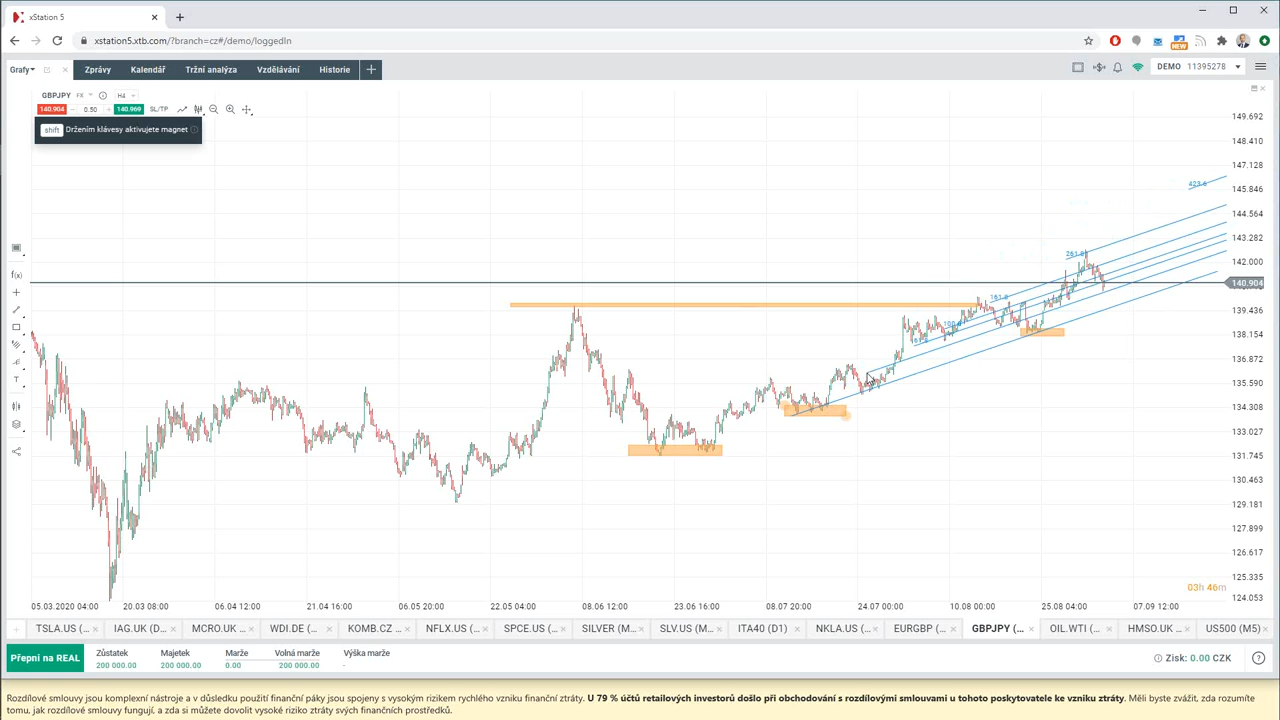 xStation 5
xstation5.xtb.com/?branch=cz#/demo/loggedIn
NEW
Grafy
Zprávy
Kalendář
Tržní analýza
Vzdělávání
Historie
DEMO 11395278
GBPJPY FX H4
140.904 0.50 140.969 SL/TP
shift Držením klávesy aktivujete magnet
f(x)
T
149.692
148.410
147.128
145.846
144.564
143.282
142.000
140.904
139.436
138.154
136.872
135.590
134.308
133.027
131.745
130.463
129.181
127.899
126.617
125.335
124.053
423.6
261.8
161.8
03h 46m
05.03.2020 04:00
20.03 08:00
06.04 12:00
21.04 16:00
06.05 20:00
22.05 04:00
08.06 12:00
23.06 16:00
08.07 20:00
24.07 00:00
10.08 00:00
25.08 04:00
07.09 12:00
TSLA.US (...
IAG.UK (D...
MCRO.UK ...
WDI.DE (...
KOMB.CZ ...
NFLX.US (...
SPCE.US (...
SILVER (M...
SLV.US (M...
ITA40 (D1)
NKLA.US (...
EURGBP (...
GBPJPY (...
OIL.WTI (...
HMSO.UK ...
US500 (M5)
Přepni na REAL
Zůstatek
200 000.00
Majetek
200 000.00
Marže
0.00
Volná marže
200 000.00
Výška marže
-
Zisk: 0.00 CZK
Rozdílové smlouvy jsou komplexní nástroje a v důsledku použití finanční páky jsou spojeny s vysokým rizikem rychlého vzniku finanční ztráty. U 79 % účtů retailových investorů došlo při obchodování s rozdílovými smlouvami u tohoto poskytovatele ke vzniku ztráty. Měli byste zvážit, zda rozumíte
tomu, jak rozdílové smlouvy fungují, a zda si můžete dovolit vysoké riziko ztráty svých finančních prostředků.